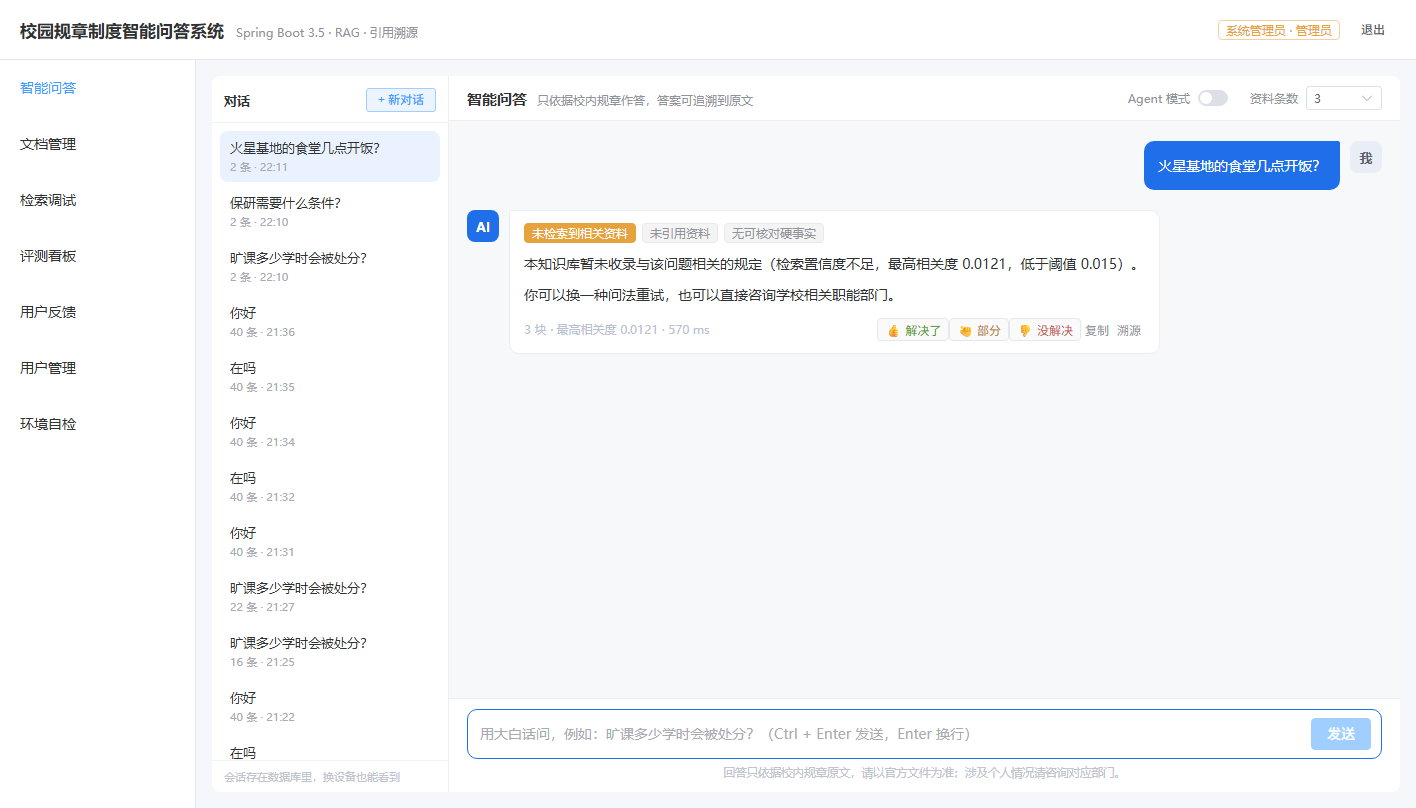 校园规章制度智能问答系统 Spring Boot 3.5 · RAG · 引用溯源
系统管理员 · 管理员 退出
智能问答
文档管理
检索调试
评测看板
用户反馈
用户管理
环境自检
对话 + 新对话
火星基地的食堂几点开饭？
2 条 · 22:11
保研需要什么条件？
2 条 · 22:10
旷课多少学时会被处分？
2 条 · 22:10
你好
40 条 · 21:36
在吗
40 条 · 21:35
你好
40 条 · 21:34
在吗
40 条 · 21:32
你好
40 条 · 21:31
旷课多少学时会被处分？
22 条 · 21:27
旷课多少学时会被处分？
16 条 · 21:25
你好
40 条 · 21:22
在吗
会话存在数据库里，换设备也能看到
智能问答 只依据校内规章作答，答案可追溯到原文
Agent 模式 资料条数 3
火星基地的食堂几点开饭？ 我
AI
未检索到相关资料 未引用资料 无可核对硬事实
本知识库暂未收录与该问题相关的规定（检索置信度不足，最高相关度 0.0121，低于阈值 0.015）。
你可以换一种问法重试，也可以直接咨询学校相关职能部门。
3 块 · 最高相关度 0.0121 · 570 ms
👍 解决了 👊 部分 👎 没解决 复制 溯源
用大白话问，例如：旷课多少学时会被处分？（Ctrl + Enter 发送，Enter 换行）
发送
回答只依据校内规章原文，请以官方文件为准；涉及个人情况请咨询对应部门。